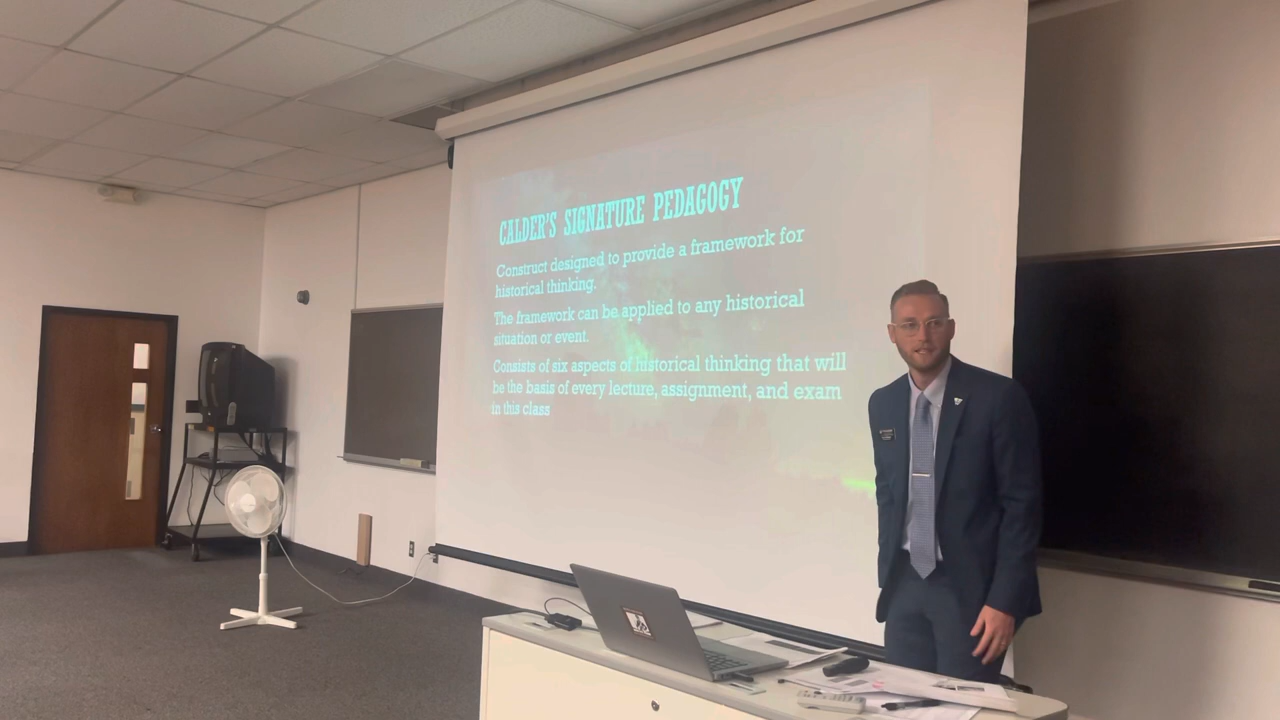 CALDER'S SIGNATURE PEDAGOGY
Construct designed to provide a framework for
historical thinking.
The framework can be applied to any historical
situation or event.
Consists of six aspects of historical thinking that will
be the basis of every lecture, assignment, and exam
in this class